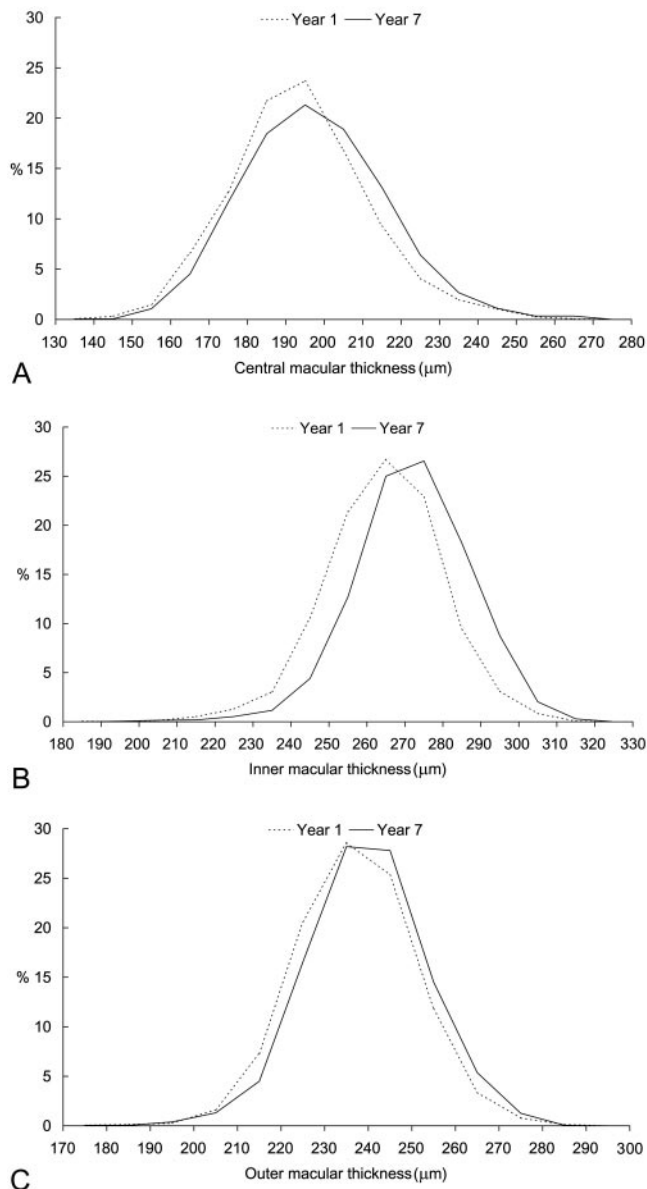 Year 1 Year 7
30
25
20
15
10
5
0
%
130 140 150 160 170 180 190 200 210 220 230 240 250 260 270 280
Central macular thickness (μm)
A
Year 1 Year 7
30
25
20
15
10
5
0
%
180 190 200 210 220 230 240 250 260 270 280 290 300 310 320 330
Inner macular thickness (μm)
B
Year 1 Year 7
30
25
20
15
10
5
0
%
170 180 190 200 210 220 230 240 250 260 270 280 290 300
Outer macular thickness (μm)
C